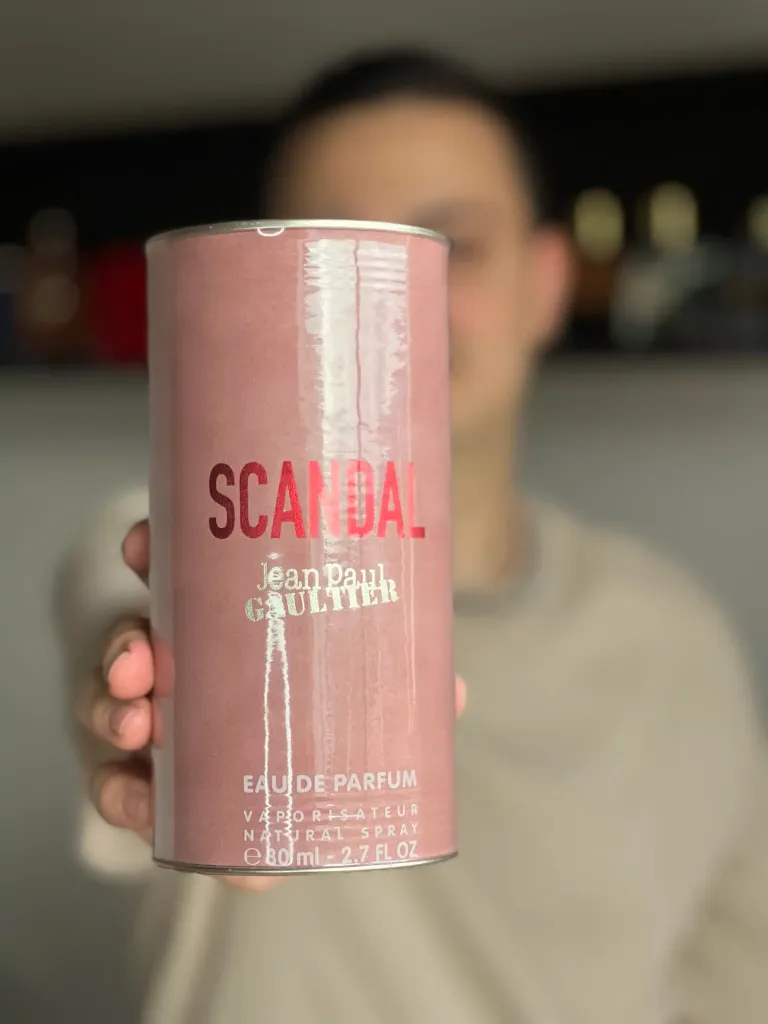 SCANDAL
Jean Paul
GAULTIER
EAU DE PARFUM
VAPORISATEUR
NATURAL SPRAY
℮80 ml - 2.7 FL OZ